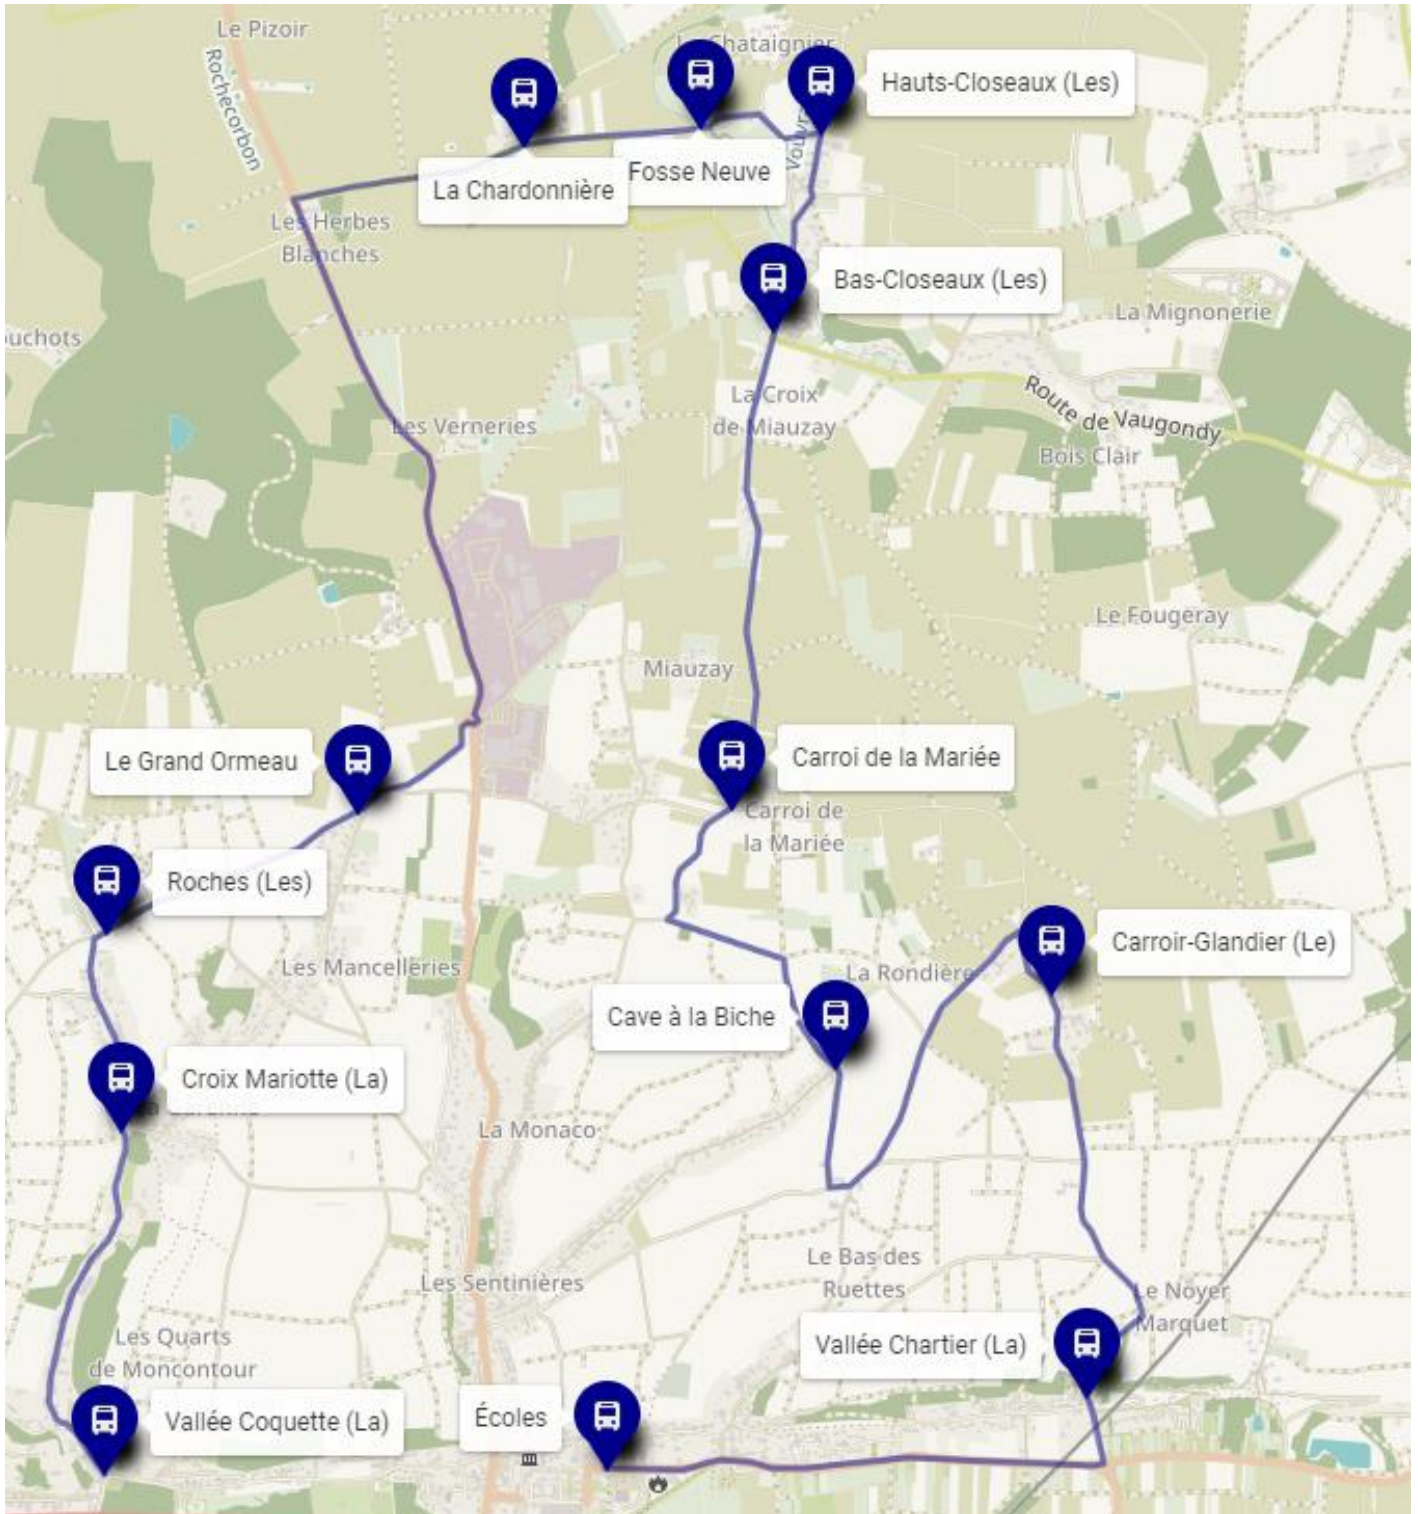 Le Pizoir
Chataignier
Hauts-Closeaux (Les)
Rochecorbon
Fosse Neuve
La Chardonnière
Les Herbes
Blanches
Bas-Closeaux (Les)
La Mignonerie
La Croix
de Miauzay
Route de Vaugondy
Les Verneries
Bois Clair
Le Fougeray
Miauzay
Le Grand Ormeau
Carroi de la Mariée
Carroi de
la Mariée
Roches (Les)
Carroir-Glandier (Le)
Les Mancelleries
La Rondière
Cave à la Biche
Croix Mariotte (La)
La Monaco
Le Bas des
Ruettes
Les Sentinières
Le Noyer
Marquet
Les Quarts
de Moncontour
Vallée Chartier (La)
Vallée Coquette (La)
Écoles